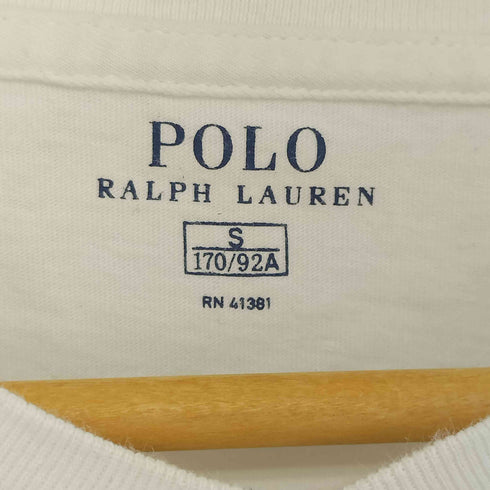 POLO
RALPH LAUREN
S
170/92A
RN 41381